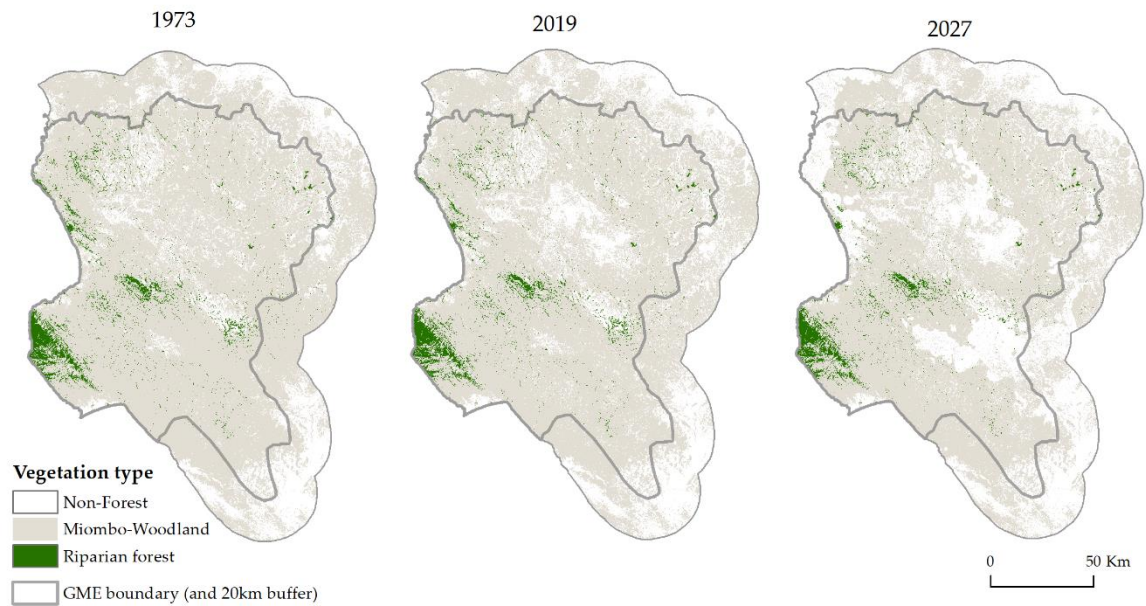 1973
2019
2027
Vegetation type
Non-Forest
Miombo-Woodland
Riparian forest
GME boundary (and 20km buffer)
0 50 Km